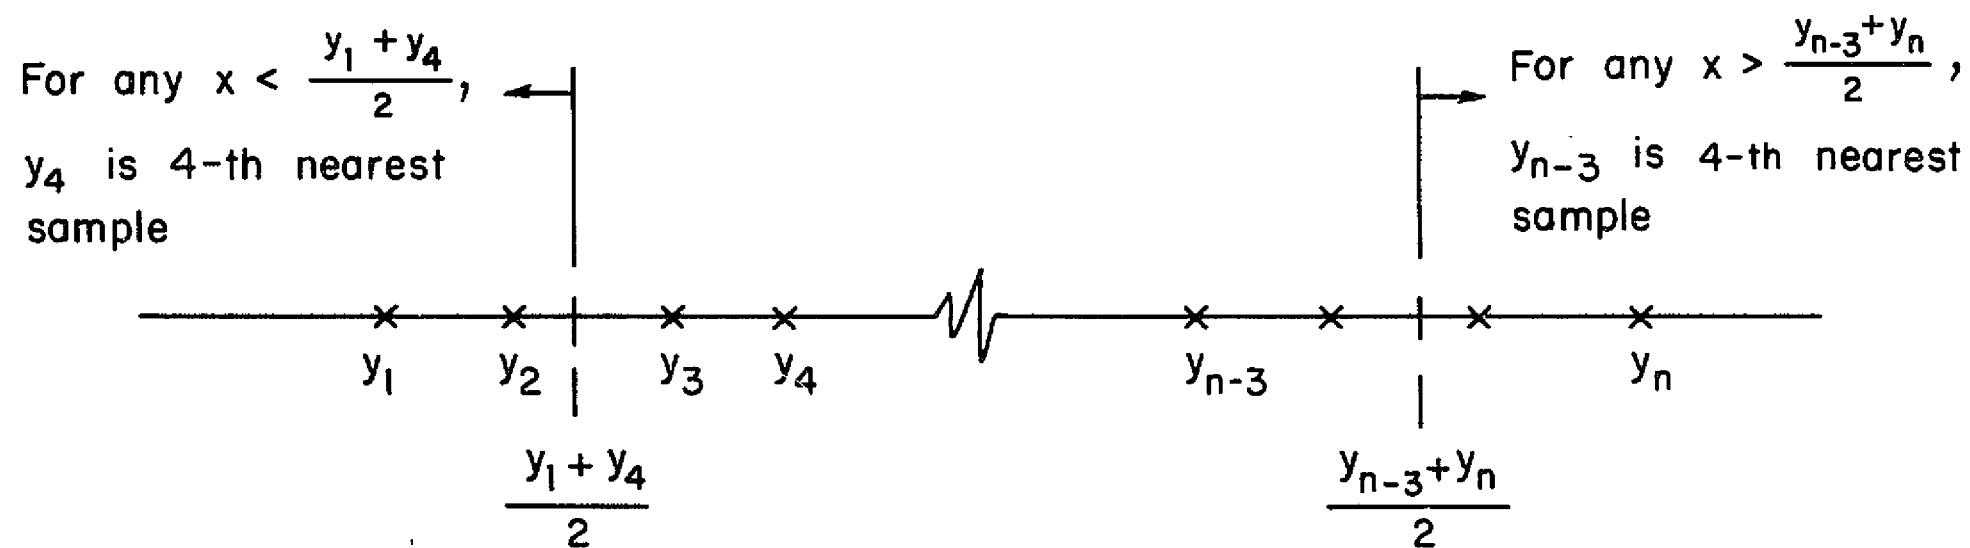 For any x < (y₁ + y₄)/2,
y₄ is 4-th nearest
sample
For any x > (yₙ₋₃+yₙ)/2,
yₙ₋₃ is 4-th nearest
sample
y₁ y₂ y₃ y₄ yₙ₋₃ yₙ
(y₁ + y₄)/2
(yₙ₋₃+yₙ)/2